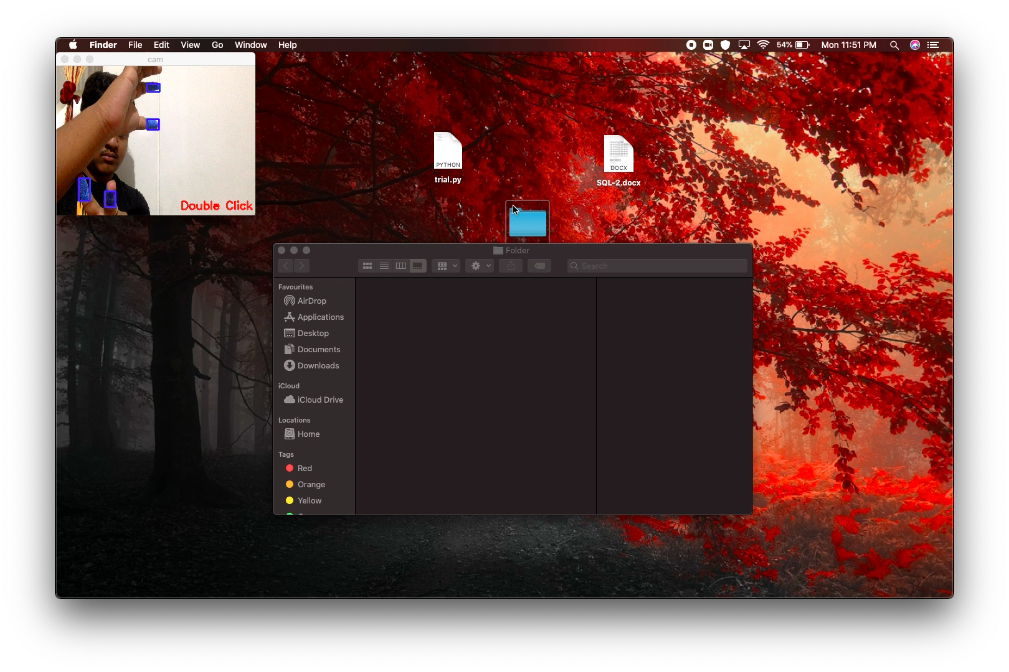 Finder File Edit View Go Window Help 54% Mon 11:51 PM
cam
Double Click
PYTHON
trial.py
DOCX
SQL-2.docx
Folder
Search
Favourites
AirDrop
Applications
Desktop
Documents
Downloads
iCloud
iCloud Drive
Locations
Home
Tags
Red
Orange
Yellow